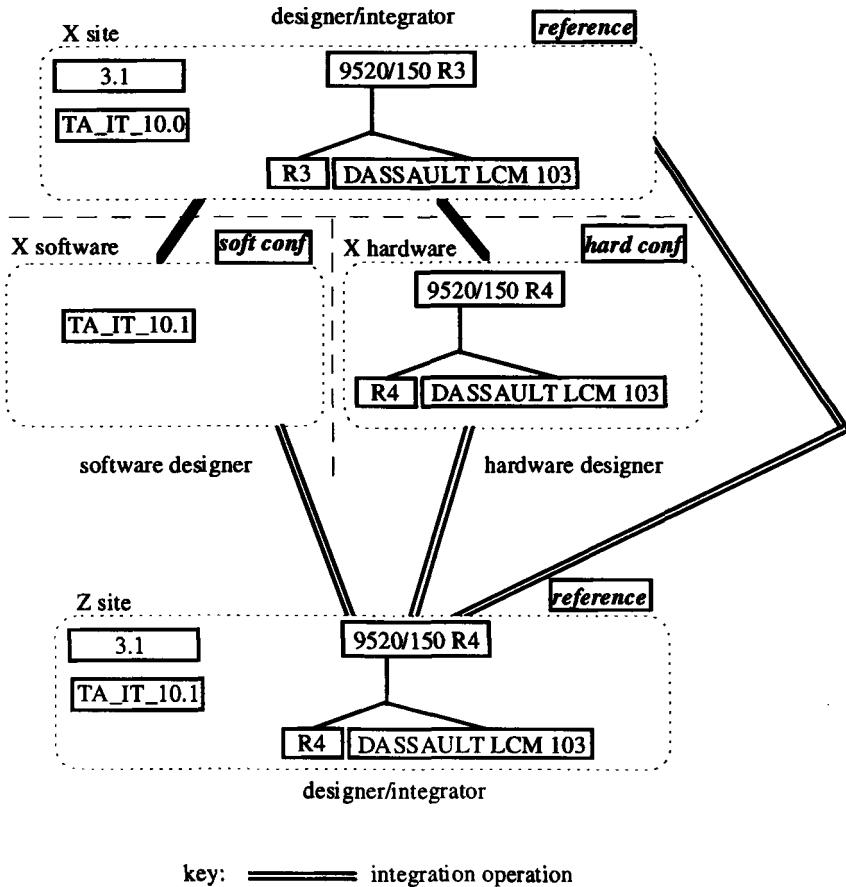 designer/integrator
X site
reference
3.1
9520/150 R3
TA_IT_10.0
R3
DASSAULT LCM 103
X software
soft conf
X hardware
hard conf
9520/150 R4
TA_IT_10.1
R4
DASSAULT LCM 103
software designer
hardware designer
Z site
reference
3.1
9520/150 R4
TA_IT_10.1
R4
DASSAULT LCM 103
designer/integrator
key:
integration operation